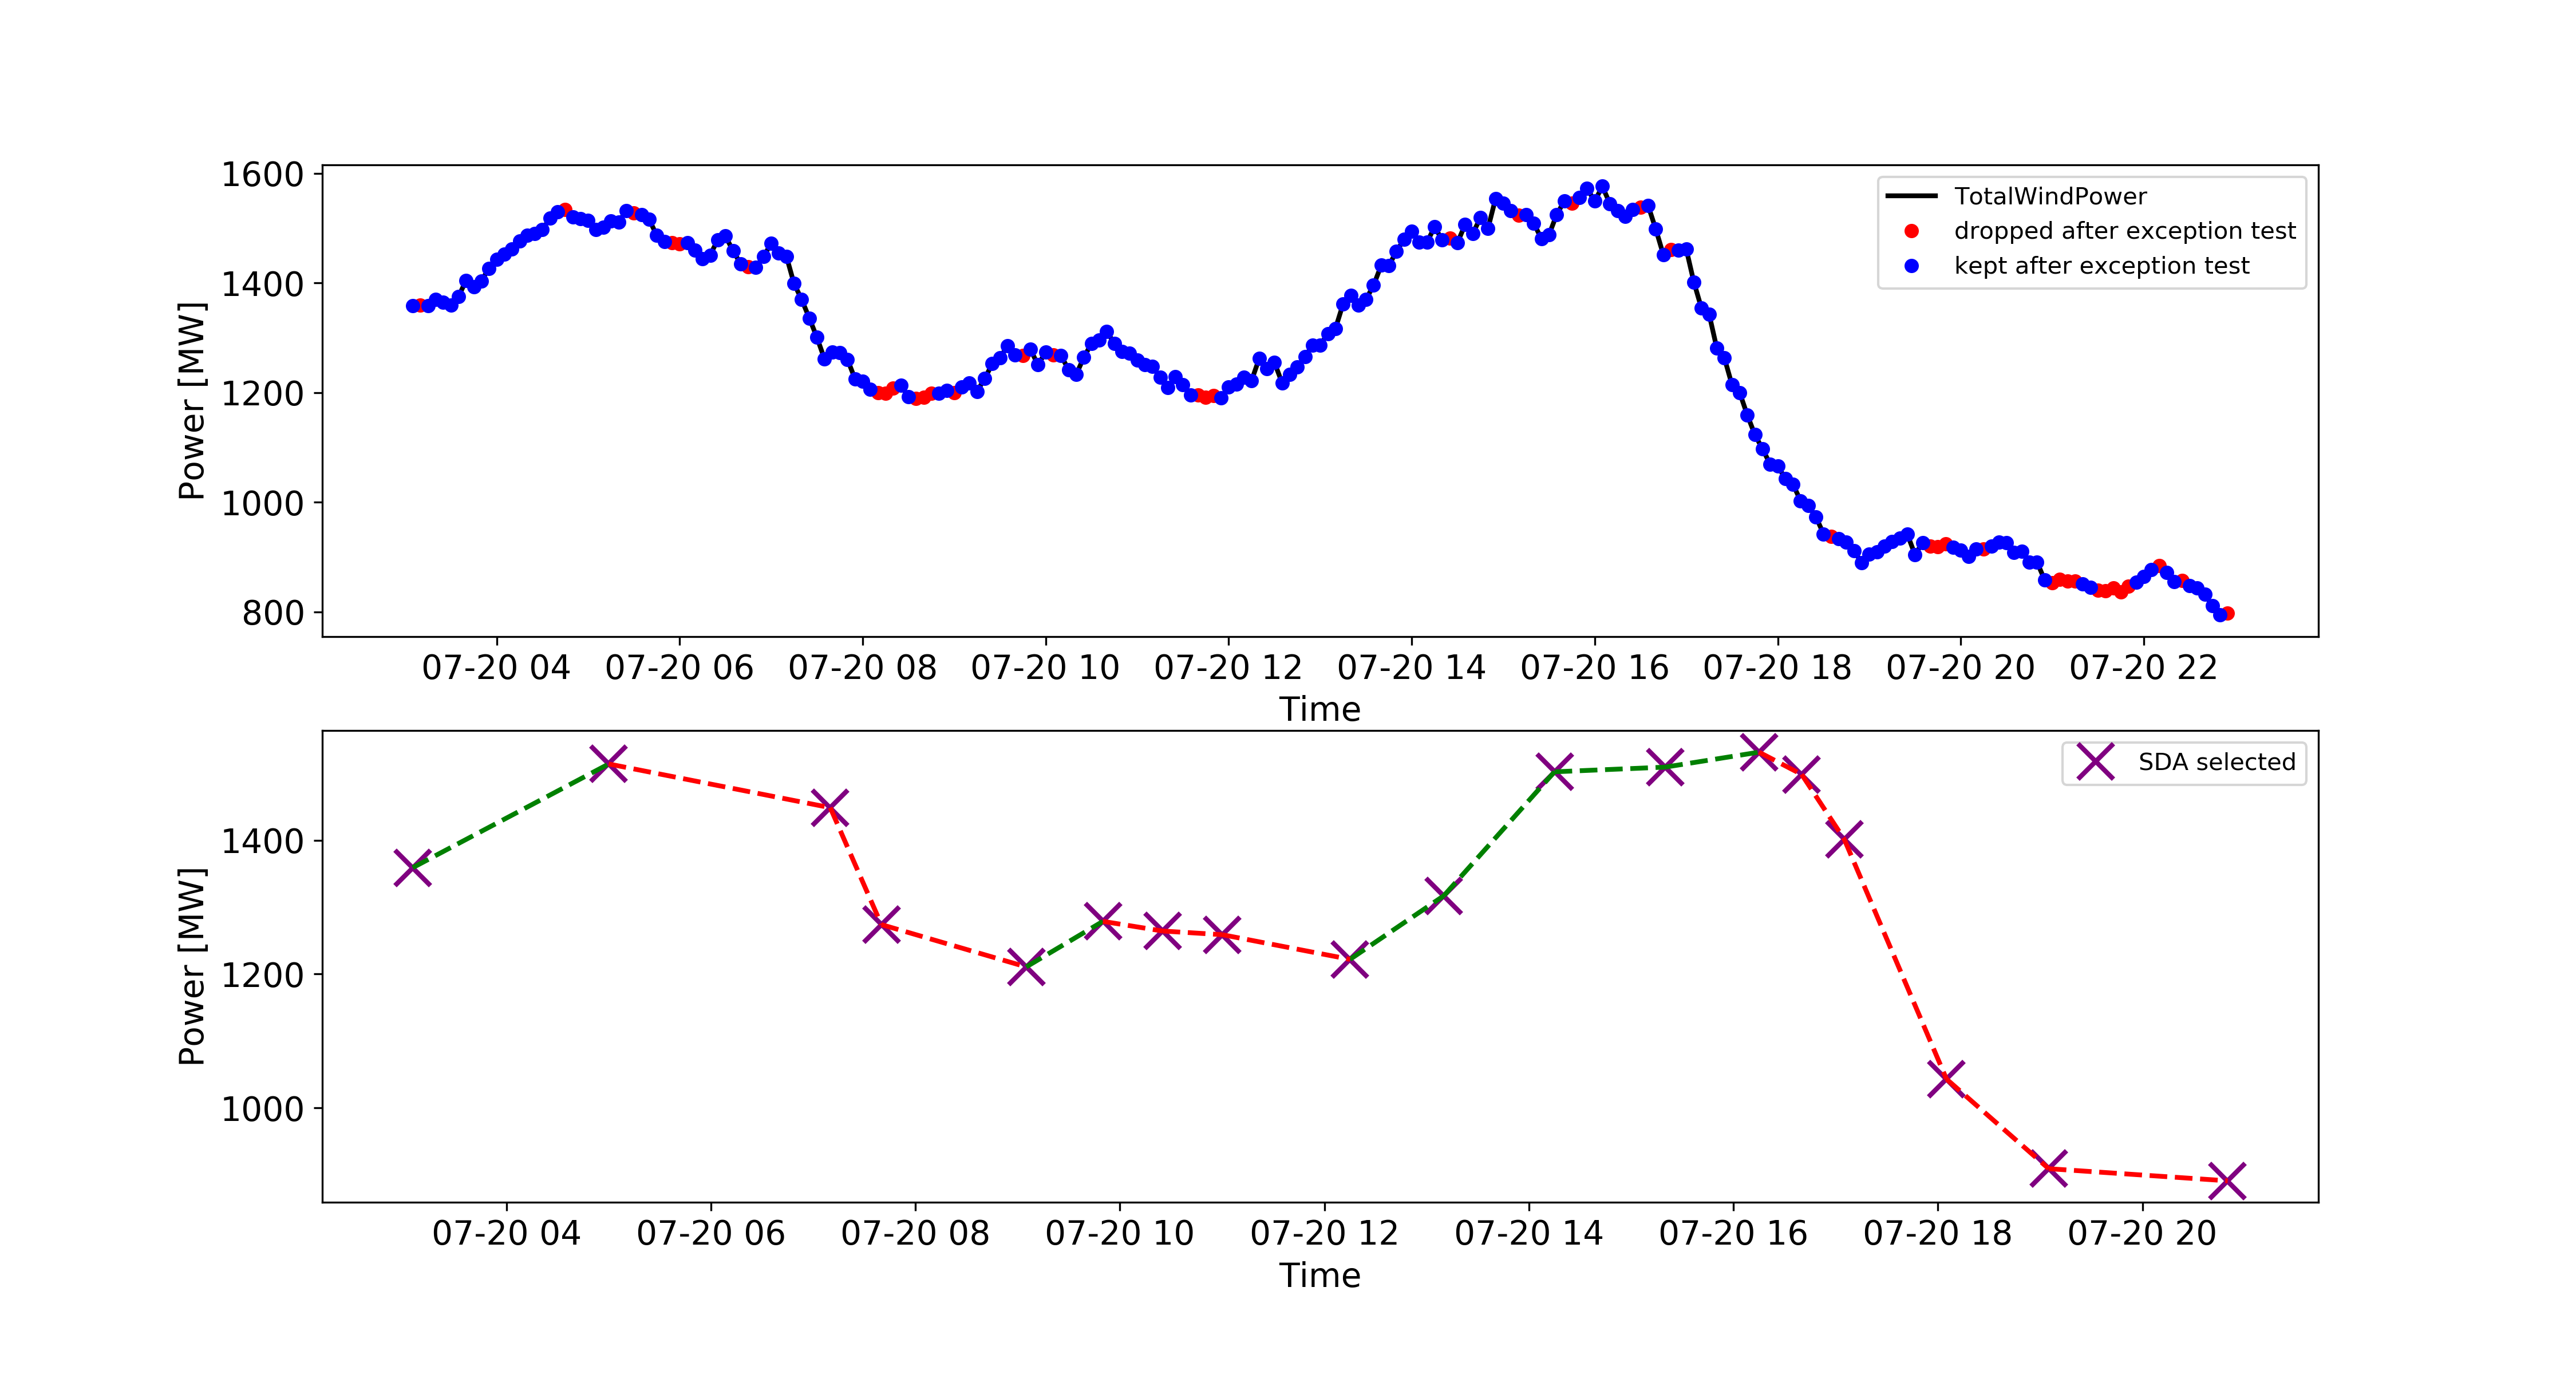 1600
1400
1200
1000
800
Power [MW]
TotalWindPower
dropped after exception test
kept after exception test
07-20 04 07-20 06 07-20 08 07-20 10 07-20 12 07-20 14 07-20 16 07-20 18 07-20 20 07-20 22
Time
1400
1200
1000
Power [MW]
SDA selected
07-20 04 07-20 06 07-20 08 07-20 10 07-20 12 07-20 14 07-20 16 07-20 18 07-20 20
Time